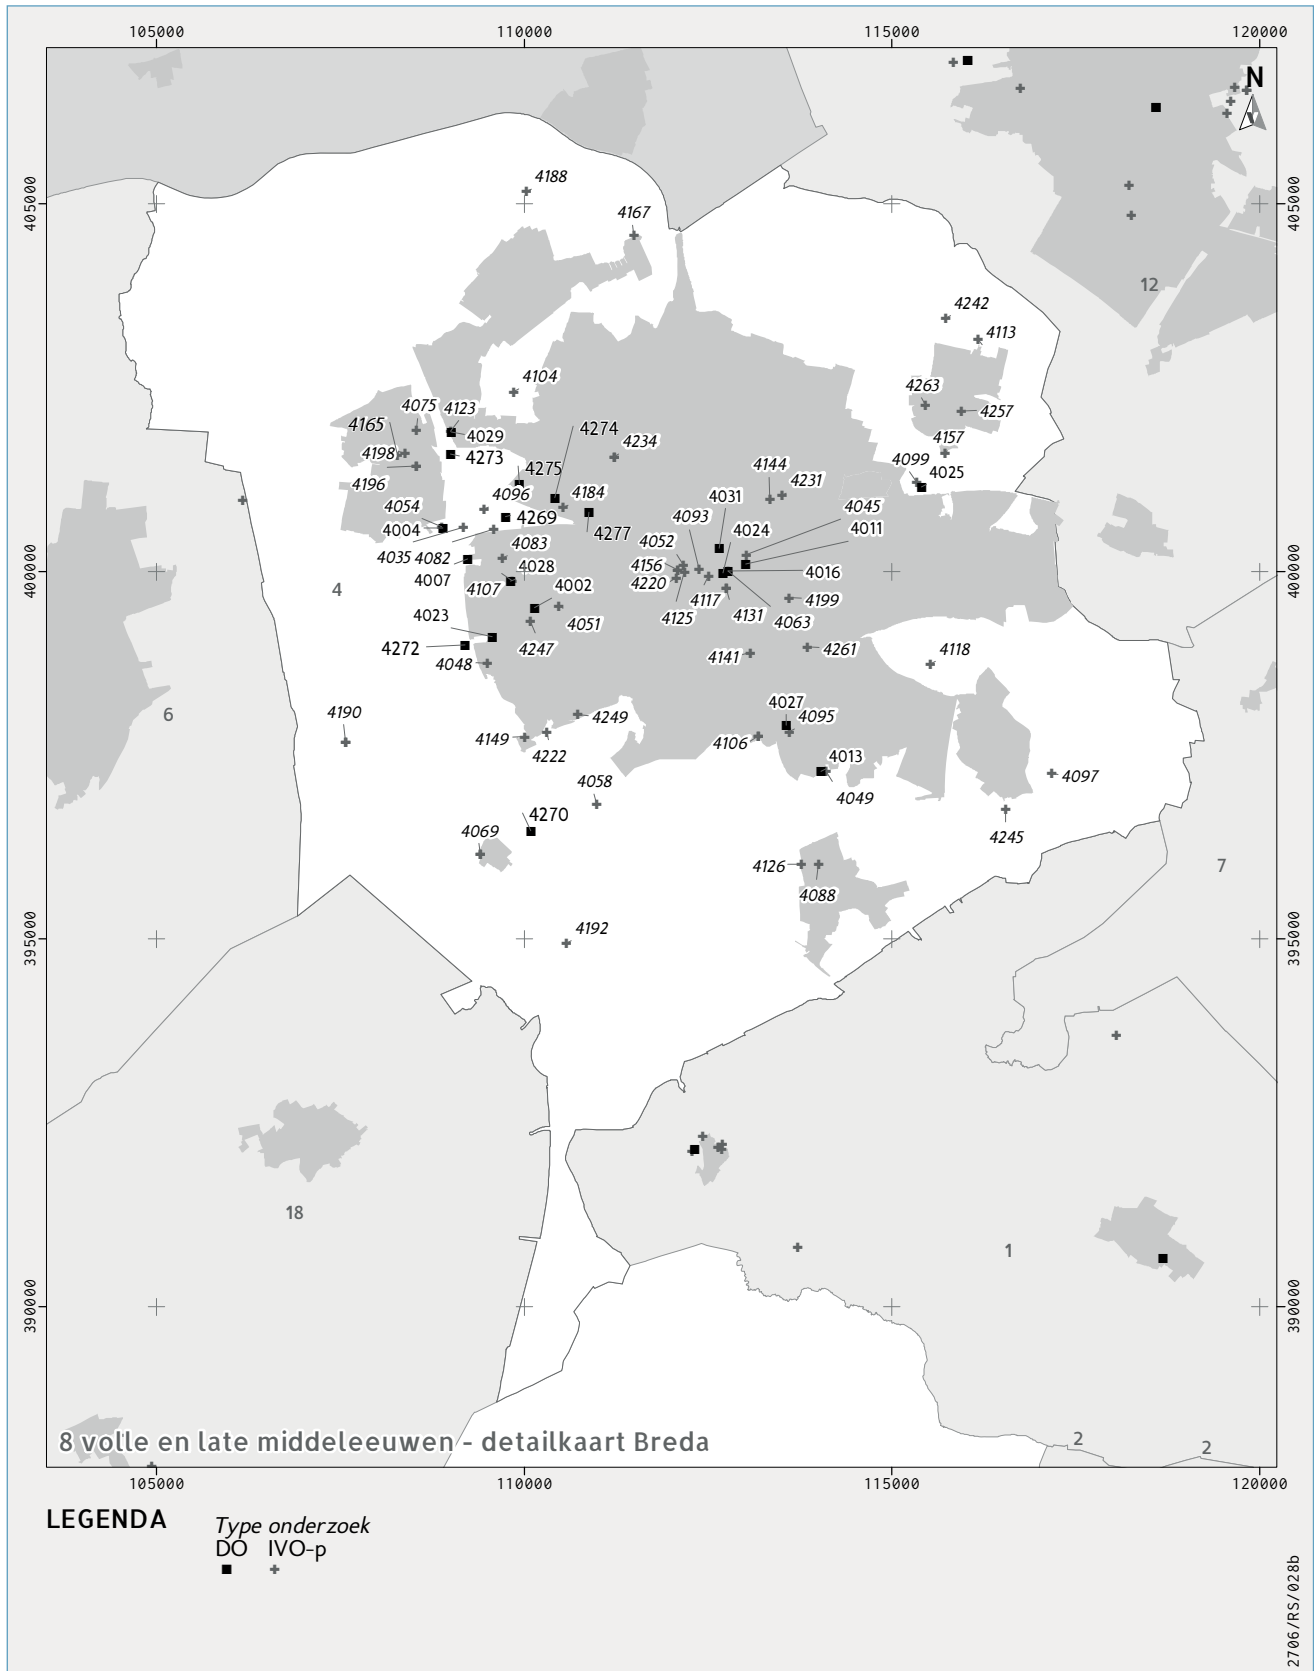 105000 110000 115000 120000
N
4188
405000 405000
4167
12
4242
4113
4104
4263
4075 4123
4257
4165 4029 4274
4234
4157
4198 4273
4144
4099
4275 4231
4025
4196
4096 4184 4031 4045
4054 4093
4269 4024
4004 4277 4011
4083 4052
4035 4082 4156 4016
400000 400000
4028
4007 4107 4220
4 4002 4117 4199
4023 4051 4125 4131 4063
4272 4247 4141 4261 4118
4048
4027
6 4190
4249 4095
4149 4106
4222
4013
4058 4097
4049
4270
4069 4245
4126 7
4088
4192
395000 395000
18
1
390000 390000
2
2
8 volle en late middeleeuwen - detailkaart Breda
105000 110000 115000 120000
LEGENDA
Type onderzoek
DO IVO-p
2706/RS/028b